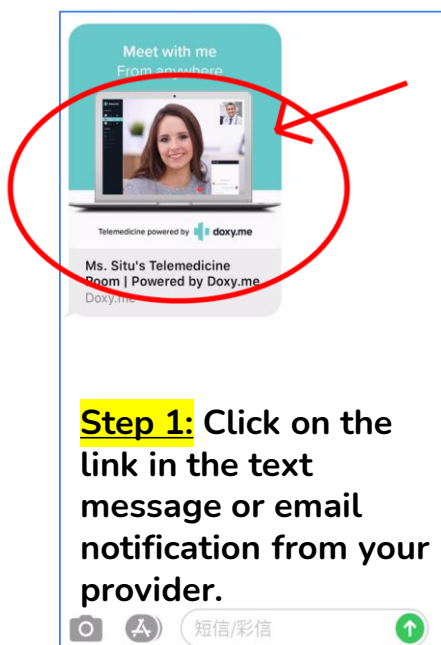 Meet with me
From anywhere
Telemedicine powered by doxy.me
Ms. Situ's Telemedicine
Room | Powered by Doxy.me
Doxy.me
Step 1: Click on the
link in the text
message or email
notification from your
provider.
短信/彩信